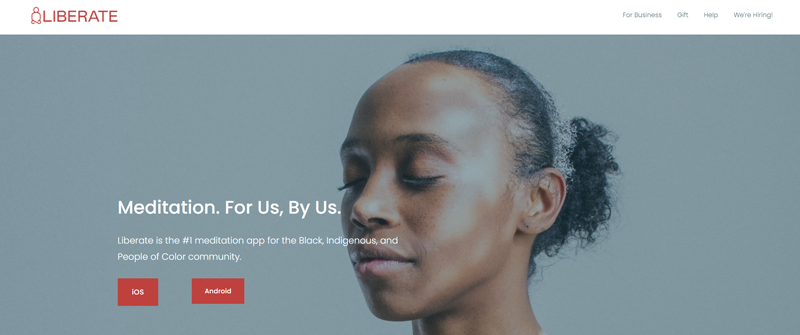 LIBERATE
For Business Gift Help We're Hiring!
Meditation. For Us, By Us.
Liberate is the #1 meditation app for the Black, Indigenous, and
People of Color community.
iOS Android